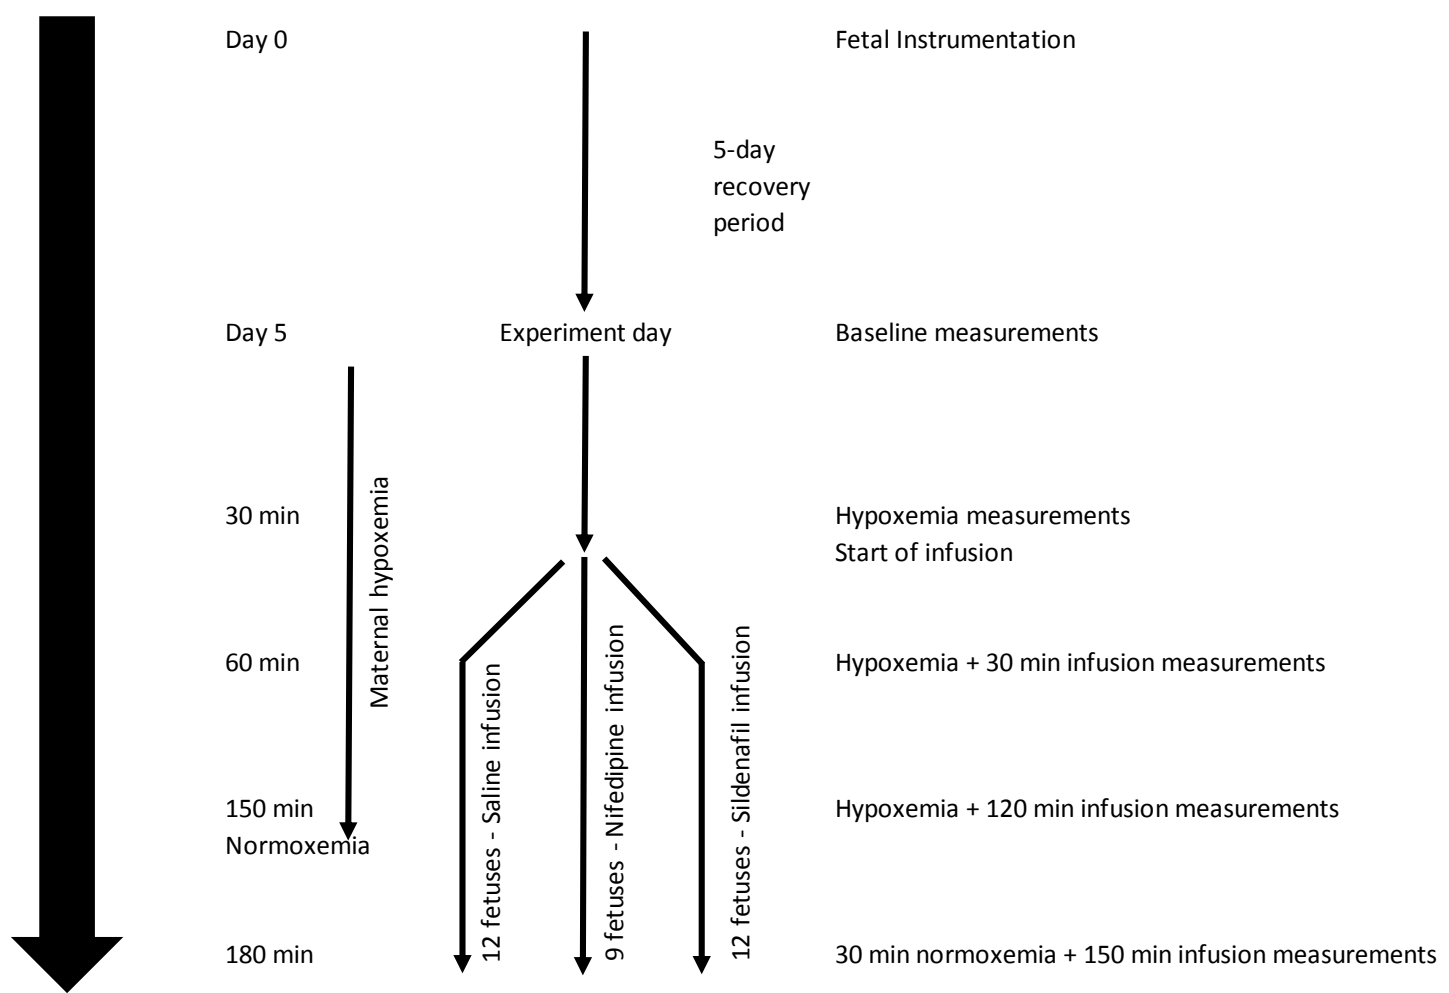 Day 0
Fetal Instrumentation
5-day
recovery
period
Day 5
Experiment day
Baseline measurements
Maternal hypoxemia
30 min
Hypoxemia measurements
Start of infusion
60 min
Hypoxemia + 30 min infusion measurements
12 fetuses - Saline infusion
9 fetuses - Nifedipine infusion
12 fetuses - Sildenafil infusion
150 min
Normoxemia
Hypoxemia + 120 min infusion measurements
180 min
30 min normoxemia + 150 min infusion measurements